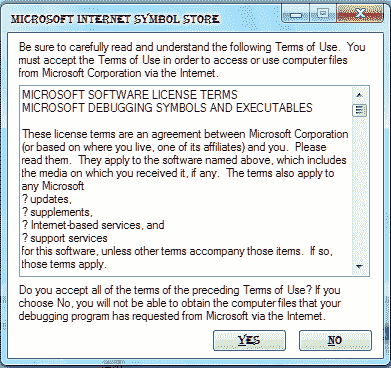 MICROSOFT INTERNET SYMBOL STORE
Be sure to carefully read and understand the following Terms of Use. You
must accept the Terms of Use in order to access or use computer files
from Microsoft Corporation via the Internet.
MICROSOFT SOFTWARE LICENSE TERMS
MICROSOFT DEBUGGING SYMBOLS AND EXECUTABLES
These license terms are an agreement between Microsoft Corporation
(or based on where you live, one of its affiliates) and you. Please
read them. They apply to the software named above, which includes
the media on which you received it, if any. The terms also apply to
any Microsoft
? updates,
? supplements,
? Internet-based services, and
? support services
for this software, unless other terms accompany those items. If so,
those terms apply.
Do you accept all of the terms of the preceding Terms of Use? If you
choose No, you will not be able to obtain the computer files that your
debugging program has requested from Microsoft via the Internet.
YES NO